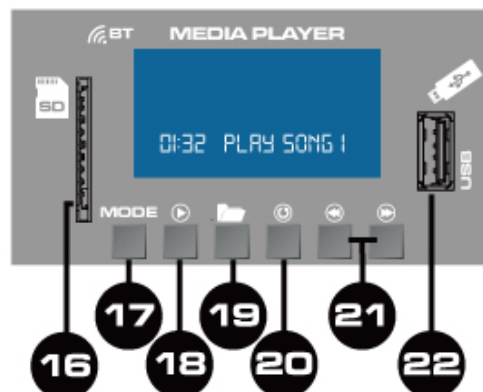 BT MEDIA PLAYER
SD
01:32 PLAY SONG 1
USB
MODE
17 19 21
16 18 20 22